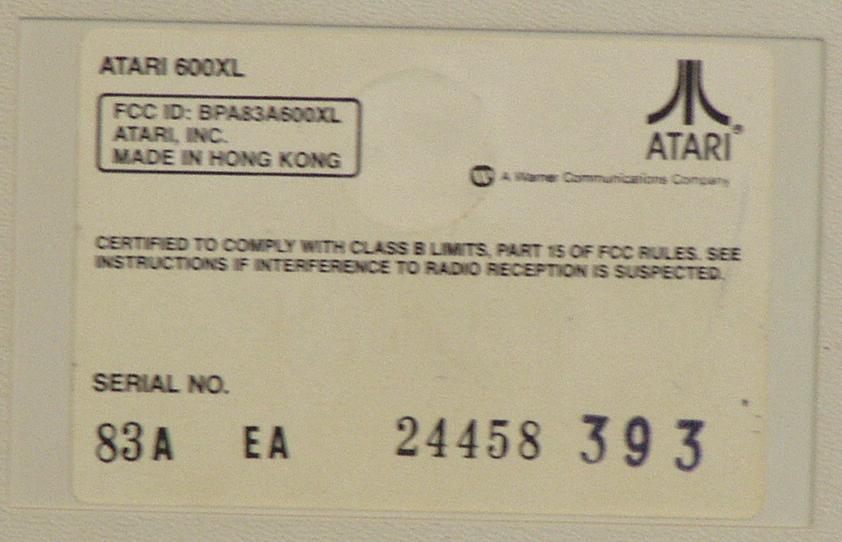 ATARI 600XL
FCC ID: BPA83A600XL
ATARI, INC.
MADE IN HONG KONG
ATARI®
A Warner Communications Company
CERTIFIED TO COMPLY WITH CLASS B LIMITS, PART 15 OF FCC RULES. SEE
INSTRUCTIONS IF INTERFERENCE TO RADIO RECEPTION IS SUSPECTED.
SERIAL NO.
83A EA 24458 393